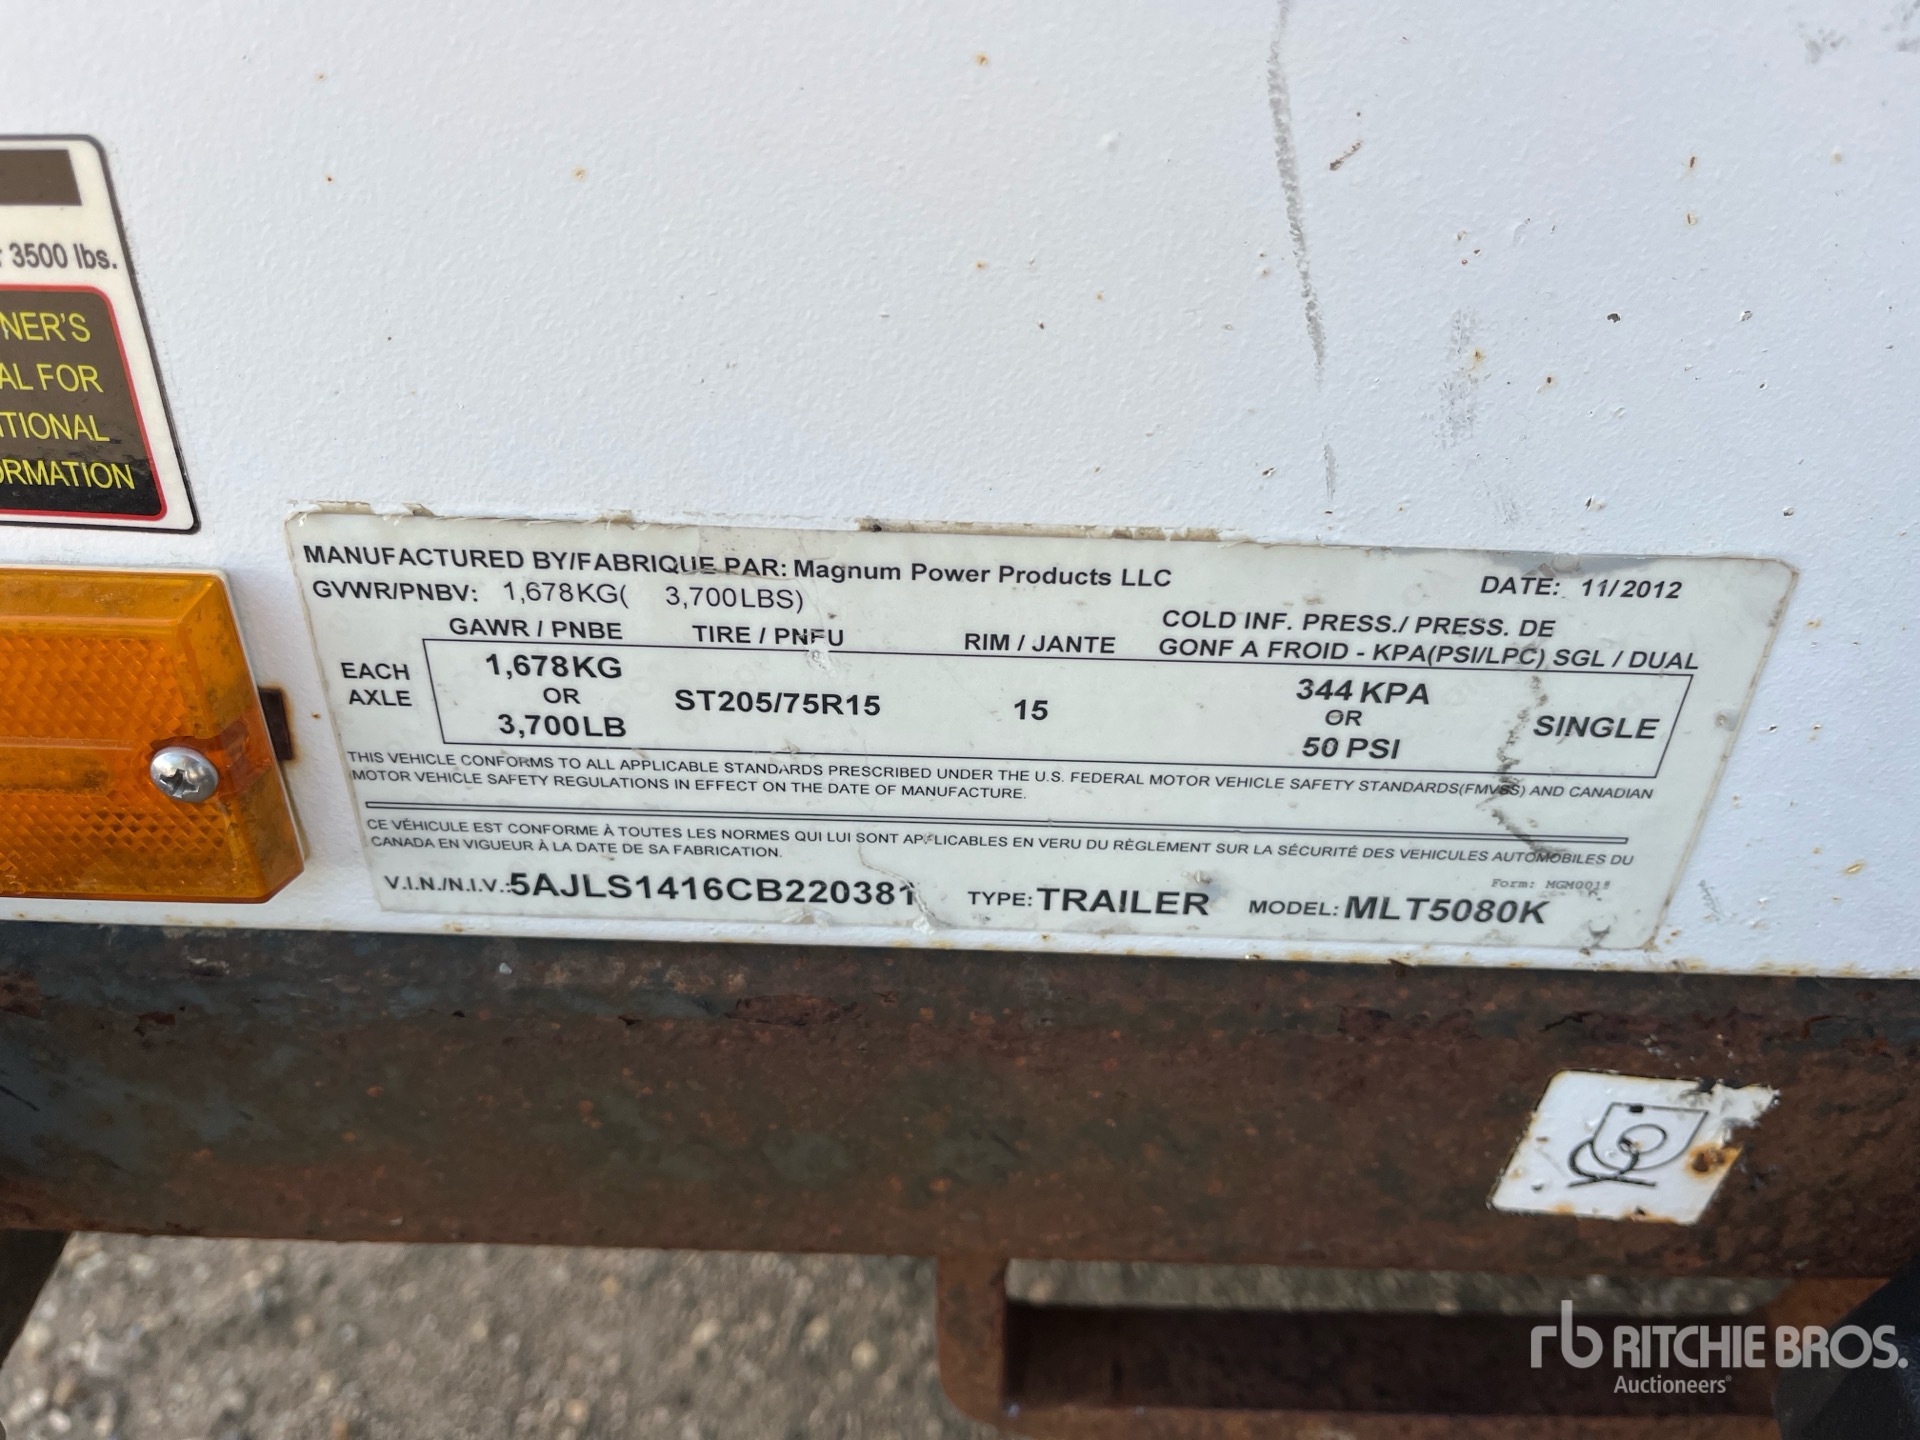 3500 lbs.
NER'S
AL FOR
TIONAL
ORMATION
MANUFACTURED BY/FABRIQUE PAR: Magnum Power Products LLC
DATE: 11/2012
GVWR/PNBV: 1,678KG( 3,700LBS)
COLD INF. PRESS./ PRESS. DE
GAWR / PNBE TIRE / PNEU RIM / JANTE GONF A FROID - KPA(PSI/LPC) SGL / DUAL
EACH AXLE
1,678KG
OR
3,700LB
ST205/75R15 15
344 KPA
OR
50 PSI
SINGLE
THIS VEHICLE CONFORMS TO ALL APPLICABLE STANDARDS PRESCRIBED UNDER THE U.S. FEDERAL MOTOR VEHICLE SAFETY STANDARDS(FMVSS) AND CANADIAN
MOTOR VEHICLE SAFETY REGULATIONS IN EFFECT ON THE DATE OF MANUFACTURE.
CE VÉHICULE EST CONFORME À TOUTES LES NORMES QUI LUI SONT APPLICABLES EN VERU DU RÈGLEMENT SUR LA SÉCURITÉ DES VEHICULES AUTOMOBILES DU
CANADA EN VIGUEUR À LA DATE DE SA FABRICATION.
Form: MGM0018
V.I.N./N.I.V.:5AJLS1416CB220381 TYPE: TRAILER MODEL: MLT5080K
rb RITCHIE BROS.
Auctioneers